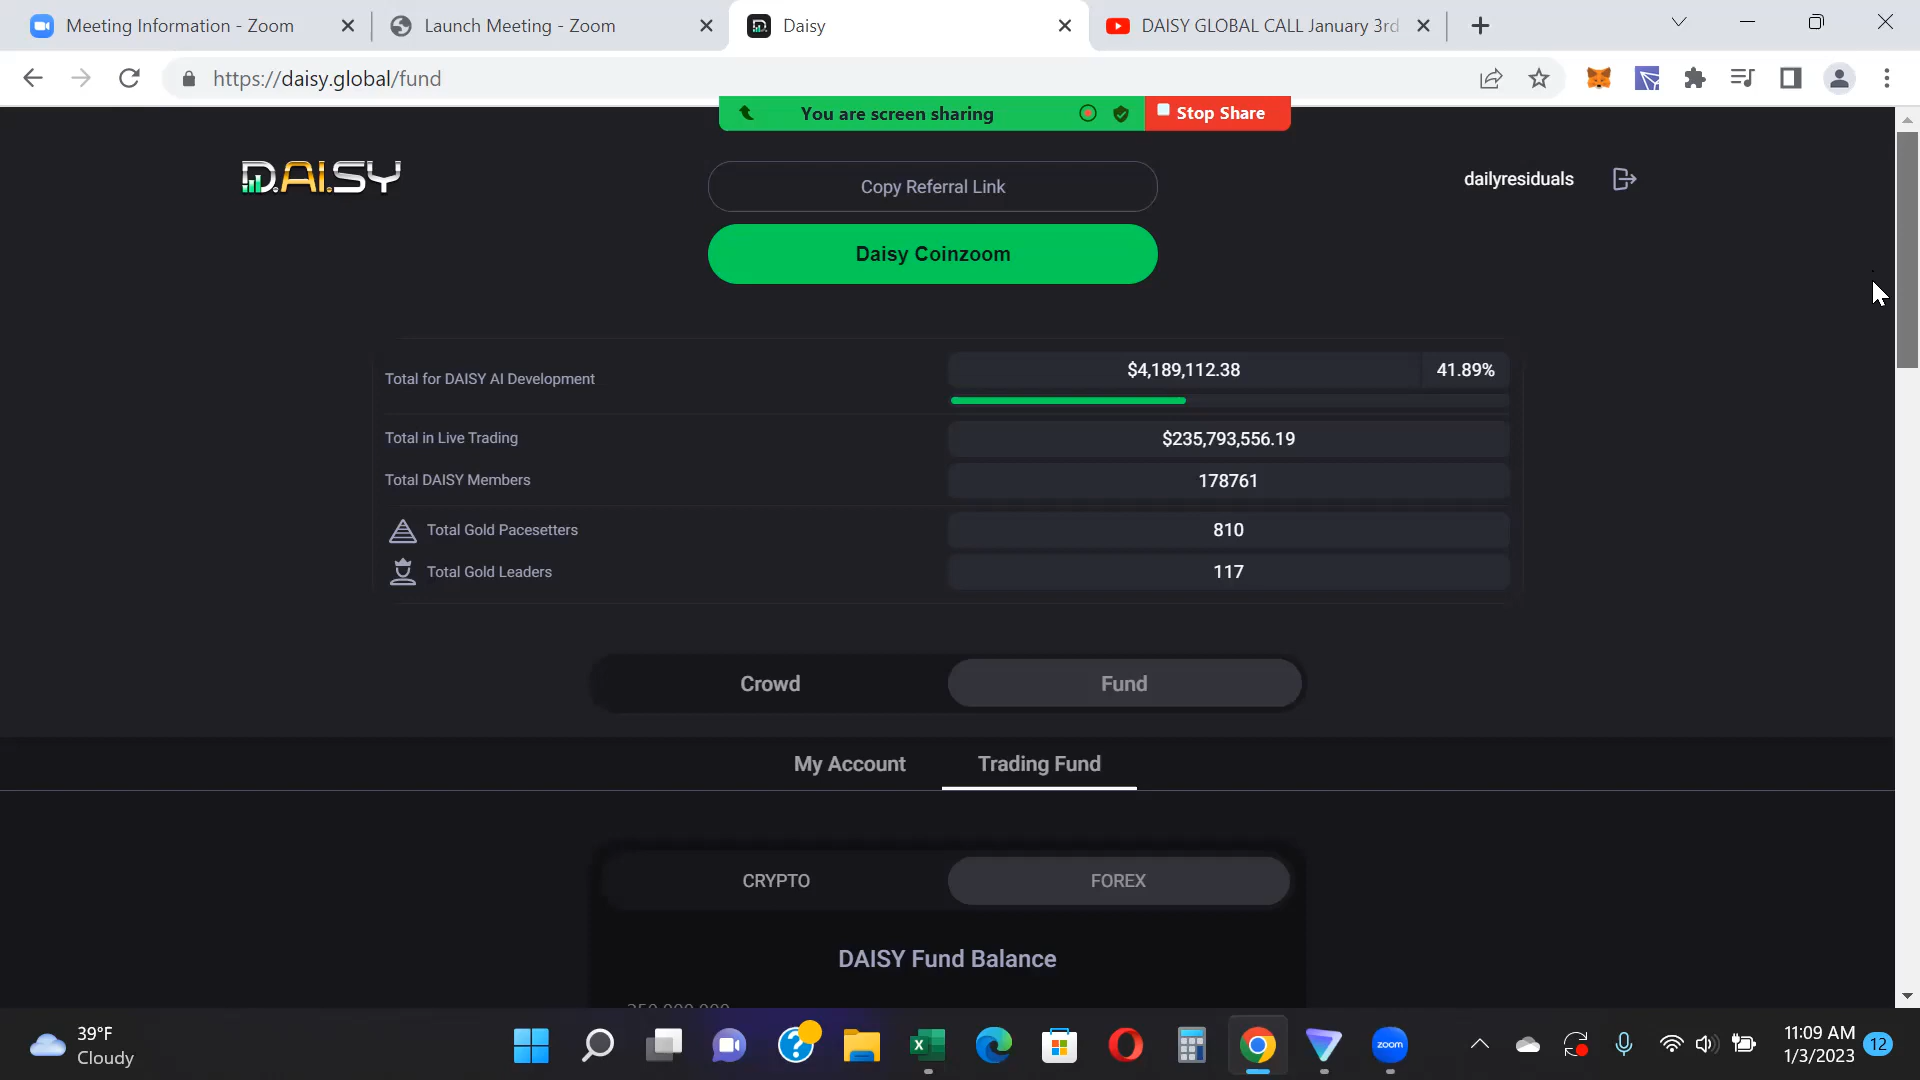 Meeting Information - Zoom
Launch Meeting - Zoom
Daisy
DAISY GLOBAL CALL January 3rd
https://daisy.global/fund
You are screen sharing
Stop Share
D.AI.SY
Copy Referral Link
dailyresiduals
Daisy Coinzoom
Total for DAISY AI Development
$4,189,112.38
41.89%
Total in Live Trading
$235,793,556.19
Total DAISY Members
178761
Total Gold Pacesetters
810
Total Gold Leaders
117
Crowd
Fund
My Account
Trading Fund
CRYPTO
FOREX
DAISY Fund Balance
39°F
Cloudy
zoom
11:09 AM
1/3/2023
12